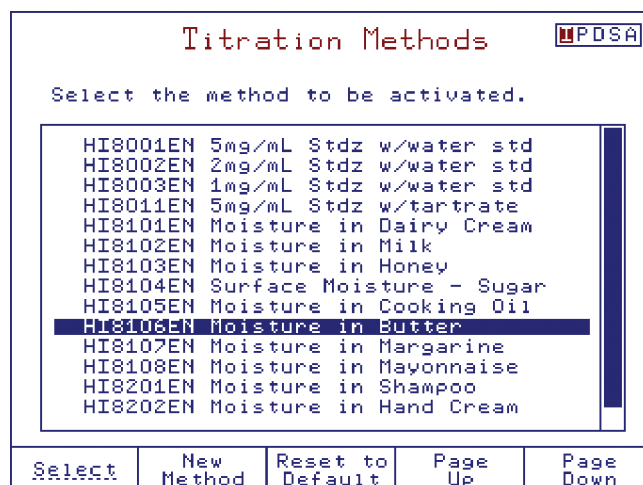 Titration Methods
IPDSA
Select the method to be activated.
HI8001EN 5mg/mL Stdz w/water std
HI8002EN 2mg/mL Stdz w/water std
HI8003EN 1mg/mL Stdz w/water std
HI8011EN 5mg/mL Stdz w/tartrate
HI8101EN Moisture in Dairy Cream
HI8102EN Moisture in Milk
HI8103EN Moisture in Honey
HI8104EN Surface Moisture - Sugar
HI8105EN Moisture in Cooking Oil
HI8106EN Moisture in Butter
HI8107EN Moisture in Margarine
HI8108EN Moisture in Mayonnaise
HI8201EN Moisture in Shampoo
HI8202EN Moisture in Hand Cream
Select
New Method
Reset to Default
Page Up
Page Down